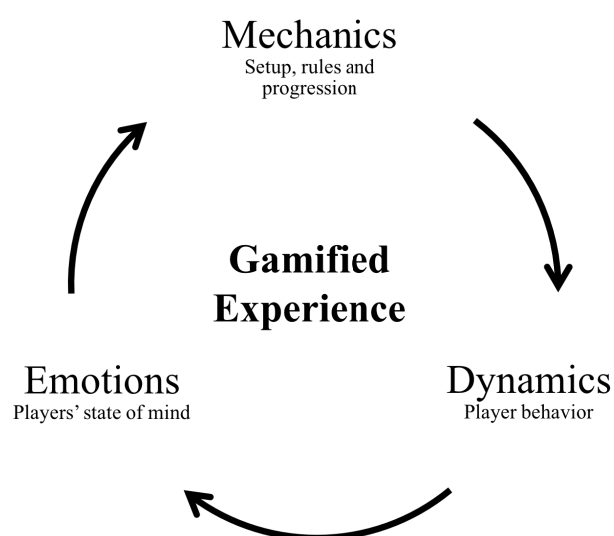 Mechanics
Setup, rules and
progression
Gamified
Experience
Emotions
Players' state of mind
Dynamics
Player behavior